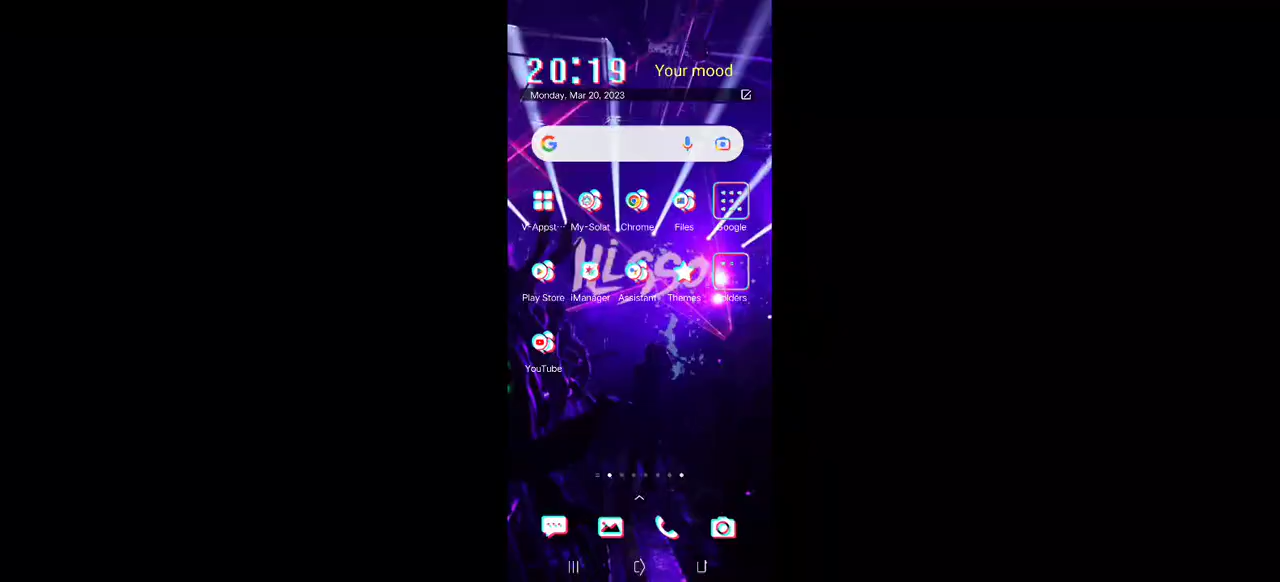 20:19
Your mood
Monday, Mar 20, 2023
V-Appst...
My-Solat
Chrome
Files
Google
Play Store
iManager
Assistant
Themes
YouTube